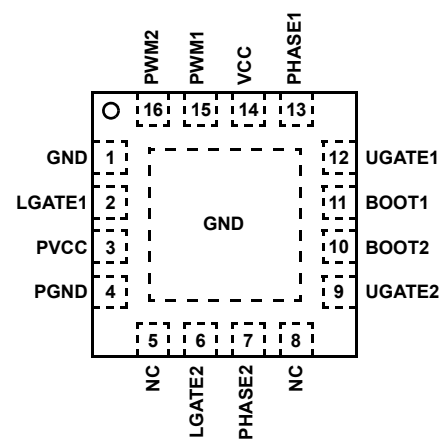 PWM2
PWM1
VCC
PHASE1
16
15
14
13
GND 1
12 UGATE1
LGATE1 2
11 BOOT1
GND
PVCC 3
10 BOOT2
PGND 4
9 UGATE2
5
6
7
8
NC
LGATE2
PHASE2
NC